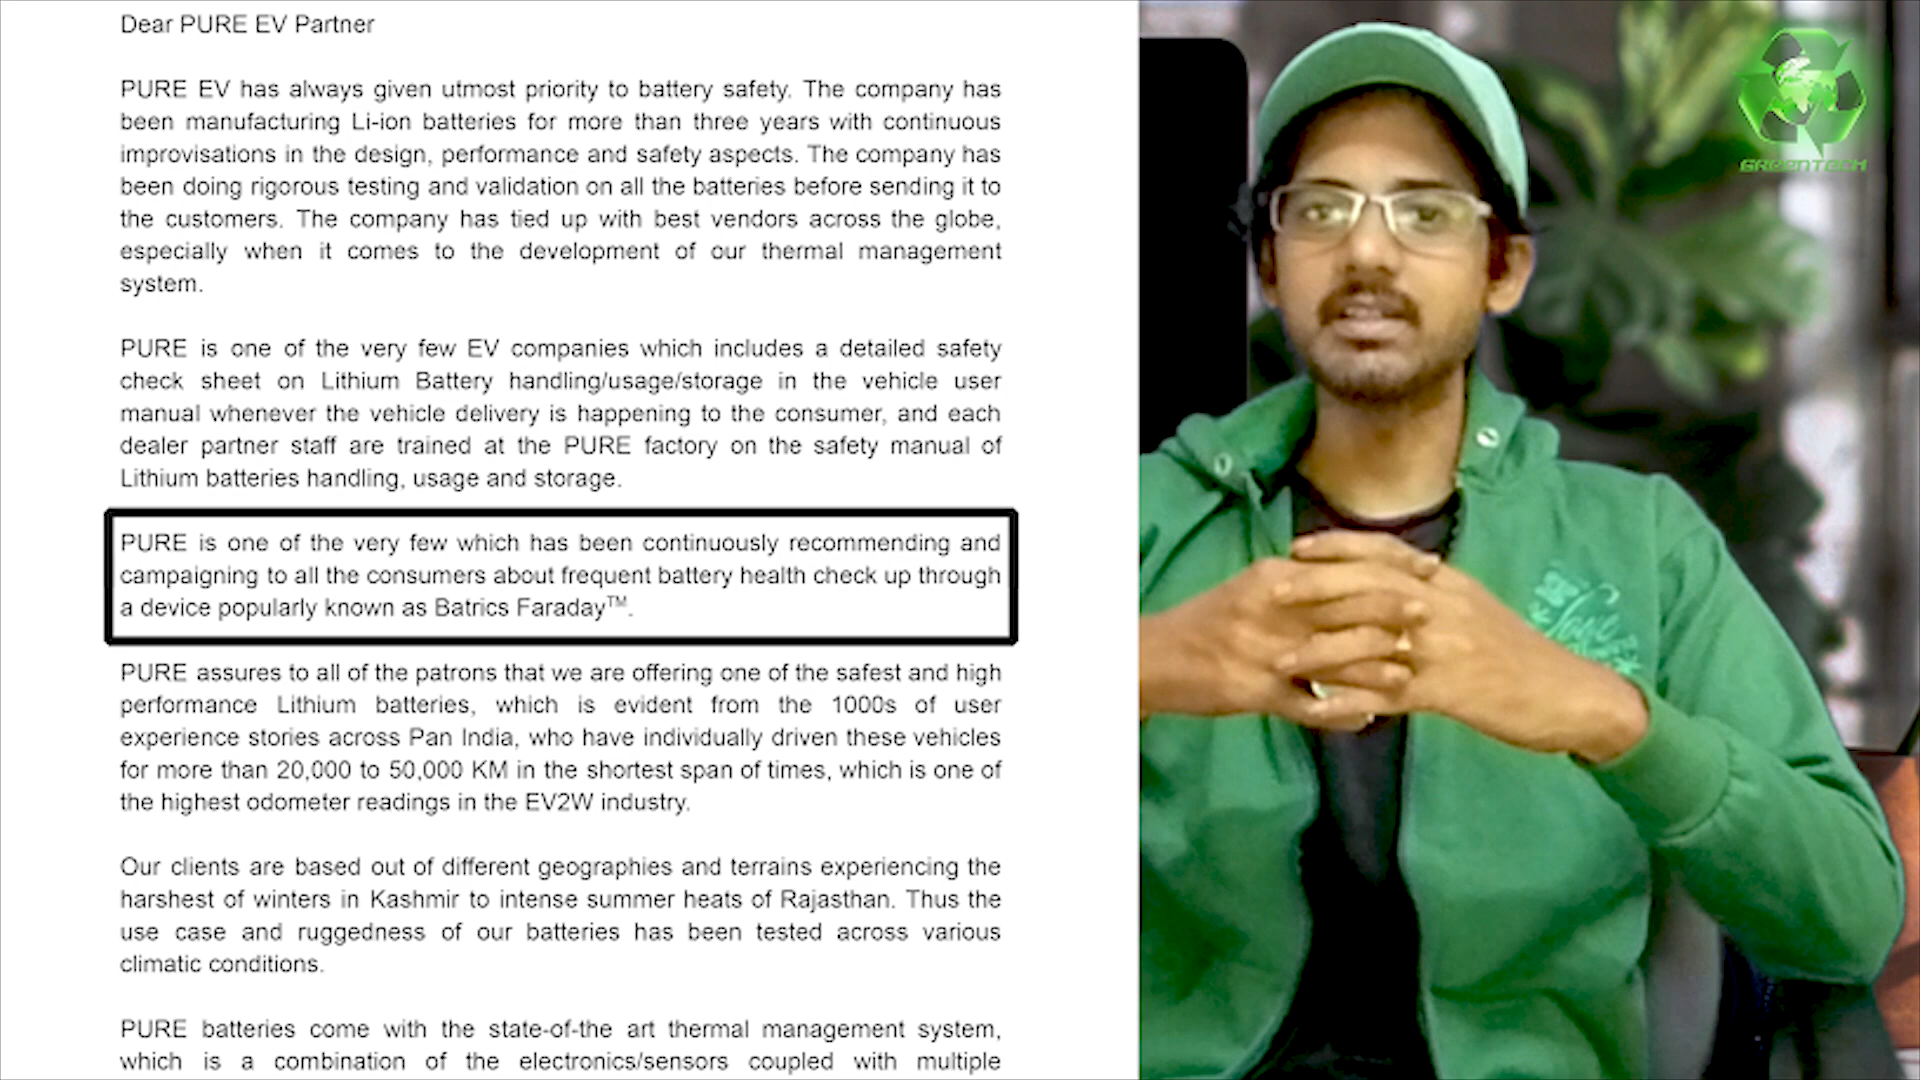 Dear PURE EV Partner
PURE EV has always given utmost priority to battery safety. The company has
been manufacturing Li-ion batteries for more than three years with continuous
improvisations in the design, performance and safety aspects. The company has
been doing rigorous testing and validation on all the batteries before sending it to
the customers. The company has tied up with best vendors across the globe,
especially when it comes to the development of our thermal management
system.
PURE is one of the very few EV companies which includes a detailed safety
check sheet on Lithium Battery handling/usage/storage in the vehicle user
manual whenever the vehicle delivery is happening to the consumer, and each
dealer partner staff are trained at the PURE factory on the safety manual of
Lithium batteries handling, usage and storage.
PURE is one of the very few which has been continuously recommending and
campaigning to all the consumers about frequent battery health check up through
a device popularly known as Batrics Faraday™.
PURE assures to all of the patrons that we are offering one of the safest and high
performance Lithium batteries, which is evident from the 1000s of user
experience stories across Pan India, who have individually driven these vehicles
for more than 20,000 to 50,000 KM in the shortest span of times, which is one of
the highest odometer readings in the EV2W industry.
Our clients are based out of different geographies and terrains experiencing the
harshest of winters in Kashmir to intense summer heats of Rajasthan. Thus the
use case and ruggedness of our batteries has been tested across various
climatic conditions.
PURE batteries come with the state-of-the art thermal management system,
which is a combination of the electronics/sensors coupled with multiple
GREENTECH